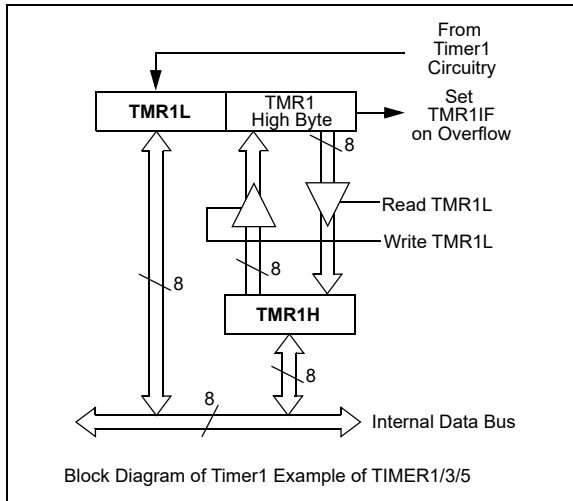 From
Timer1
Circuitry
TMR1L
TMR1
High Byte
Set
TMR1IF
on Overflow
8
Read TMR1L
Write TMR1L
8
8
TMR1H
8
8
Internal Data Bus
Block Diagram of Timer1 Example of TIMER1/3/5